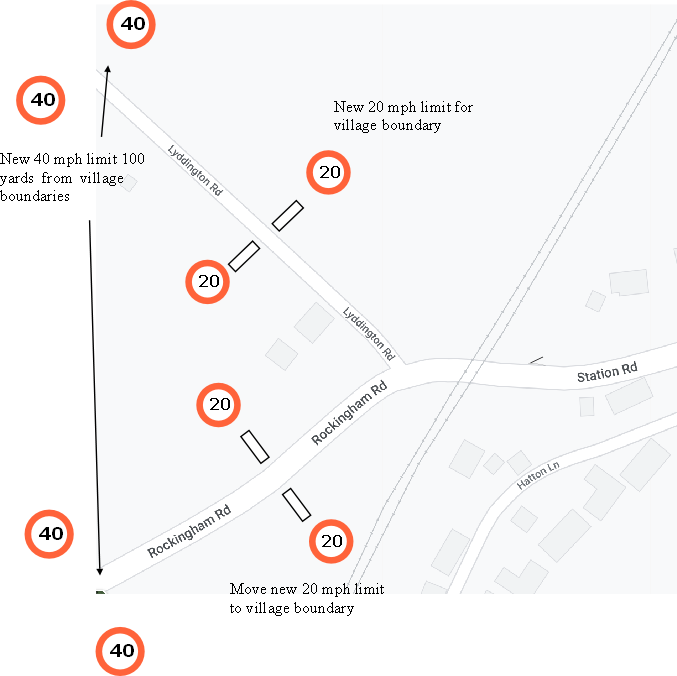 40
40
New 20 mph limit for
village boundary
Lyddington Rd
New 40 mph limit 100
yards from village
boundaries
20
20
Lyddington Rd
Station Rd
20
Rockingham Rd
Hatton Ln
Rockingham Rd
40
20
Move new 20 mph limit
to village boundary
40